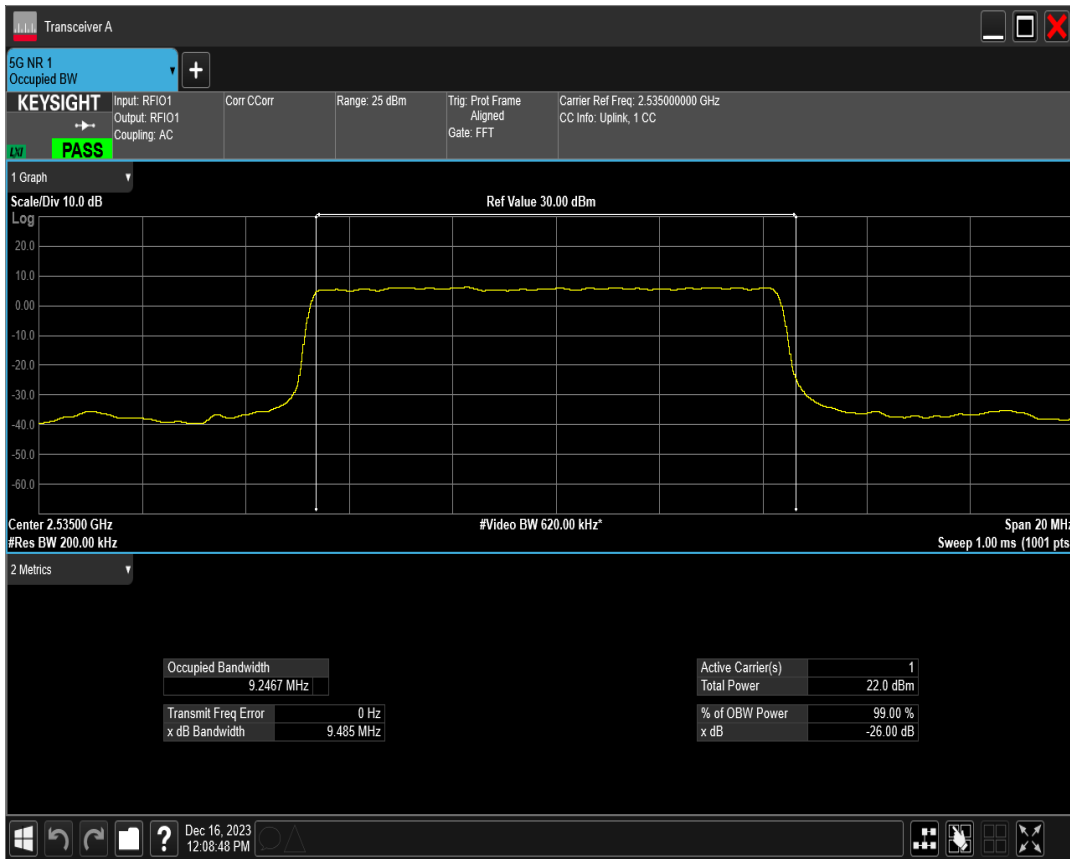 Transceiver A
5G NR 1
Occupied BW
KEYSIGHT
LXI
PASS
Input: RFIO1
Output: RFIO1
Coupling: AC
Corr CCorr
Range: 25 dBm
Trig: Prot Frame
Aligned
Gate: FFT
Carrier Ref Freq: 2.535000000 GHz
CC Info: Uplink, 1 CC
1 Graph
Scale/Div 10.0 dB
Ref Value 30.00 dBm
Log
20.0
10.0
0.00
-10.0
-20.0
-30.0
-40.0
-50.0
-60.0
Center 2.53500 GHz
#Video BW 620.00 kHz*
Span 20 MHz
#Res BW 200.00 kHz
Sweep 1.00 ms (1001 pts
2 Metrics
Occupied Bandwidth
9.2467 MHz
Transmit Freq Error 0 Hz
x dB Bandwidth 9.485 MHz
Active Carrier(s) 1
Total Power 22.0 dBm
% of OBW Power 99.00 %
x dB -26.00 dB
?
Dec 16, 2023
12:08:48 PM